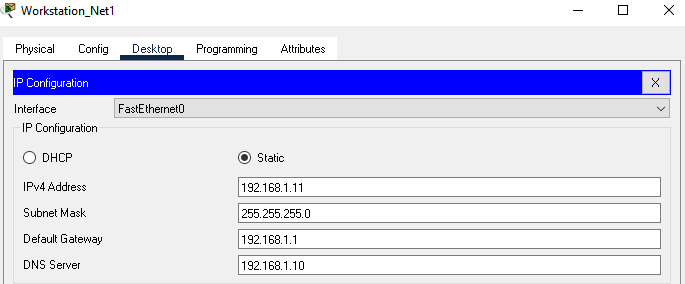 Workstation_Net1
Physical Config Desktop Programming Attributes
IP Configuration X
Interface FastEthernet0
IP Configuration
DHCP Static
IPv4 Address 192.168.1.11
Subnet Mask 255.255.255.0
Default Gateway 192.168.1.1
DNS Server 192.168.1.10